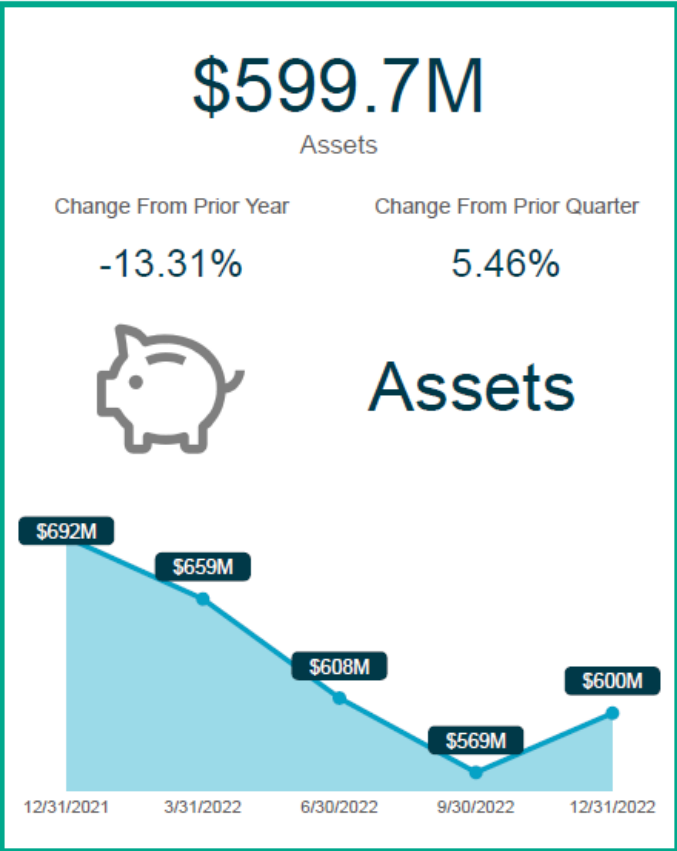 $599.7M
Assets
Change From Prior Year
-13.31%
Change From Prior Quarter
5.46%
Assets
$692M
$659M
$608M
$569M
$600M
12/31/2021
3/31/2022
6/30/2022
9/30/2022
12/31/2022